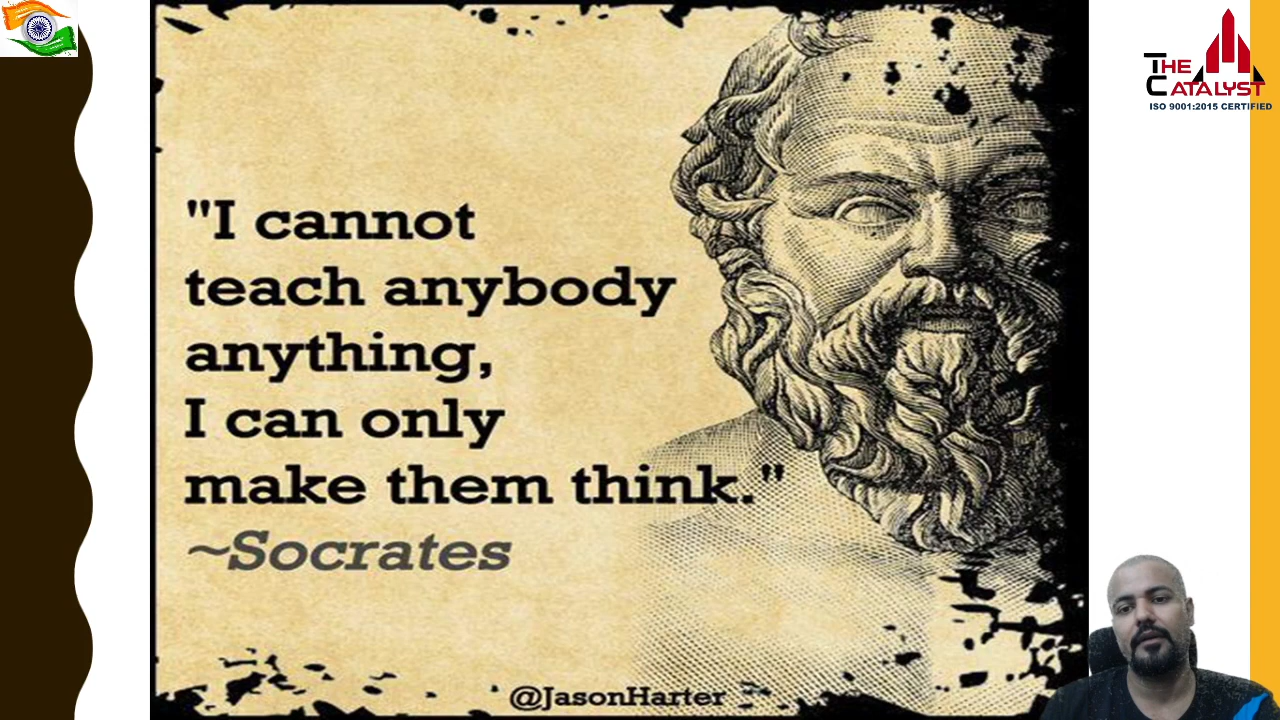 "I cannot
teach anybody
anything,
I can only
make them think."
~Socrates
@JasonHarter
THE
CATALYST
ISO 9001:2015 CERTIFIED